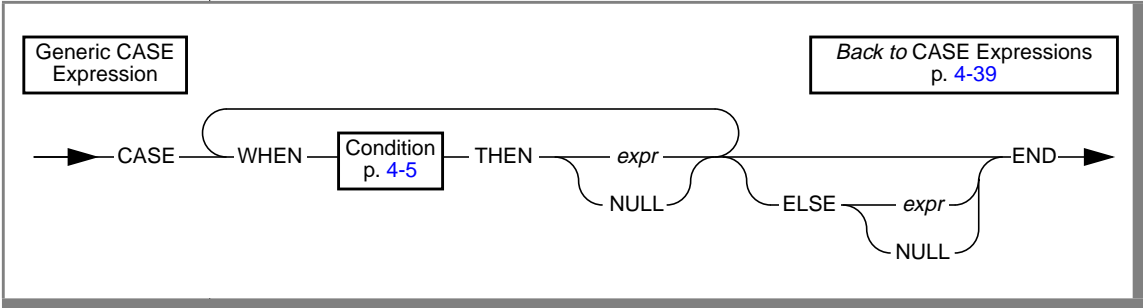 Generic CASE
Expression
Back to CASE Expressions
p. 4-39
CASE WHEN Condition THEN expr END
p. 4-5
NULL ELSE expr
NULL